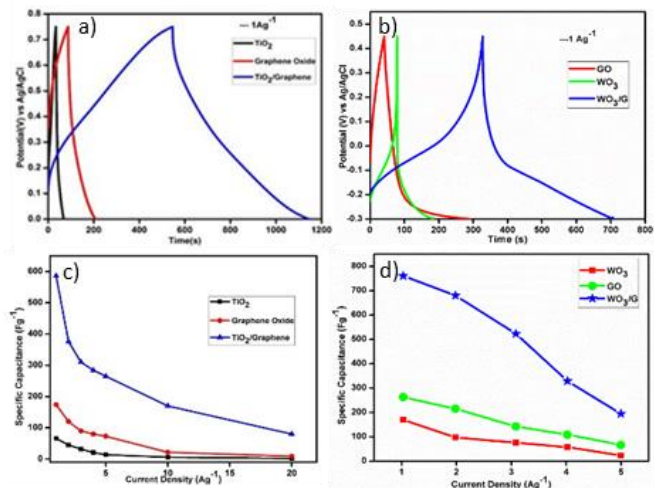 a)
— 1Ag⁻¹
TiO₂
Graphene Oxide
TiO₂/Graphene
Potential(V) vs Ag/AgCl
0.8
0.7
0.6
0.5
0.4
0.3
0.2
0.1
0.0
0 200 400 600 800 1000 1200
Time(s)
b)
—1 Ag⁻¹
GO
WO₃
WO₃/G
Potential (V) vs Ag/AgCl
0.6
0.5
0.4
0.3
0.2
0.1
0.0
-0.1
-0.2
-0.3
0 100 200 300 400 500 600 700 800
Time (s)
c)
TiO₂
Graphene Oxide
TiO₂/Graphene
Specific Capacitance (Fg⁻¹)
600
500
400
300
200
100
0
5 10 15 20
Current Density (Ag⁻¹)
d)
WO₃
GO
WO₃/G
Specific Capacitance (Fg⁻¹)
800
700
600
500
400
300
200
100
0
1 2 3 4 5
Current Density (Ag⁻¹)